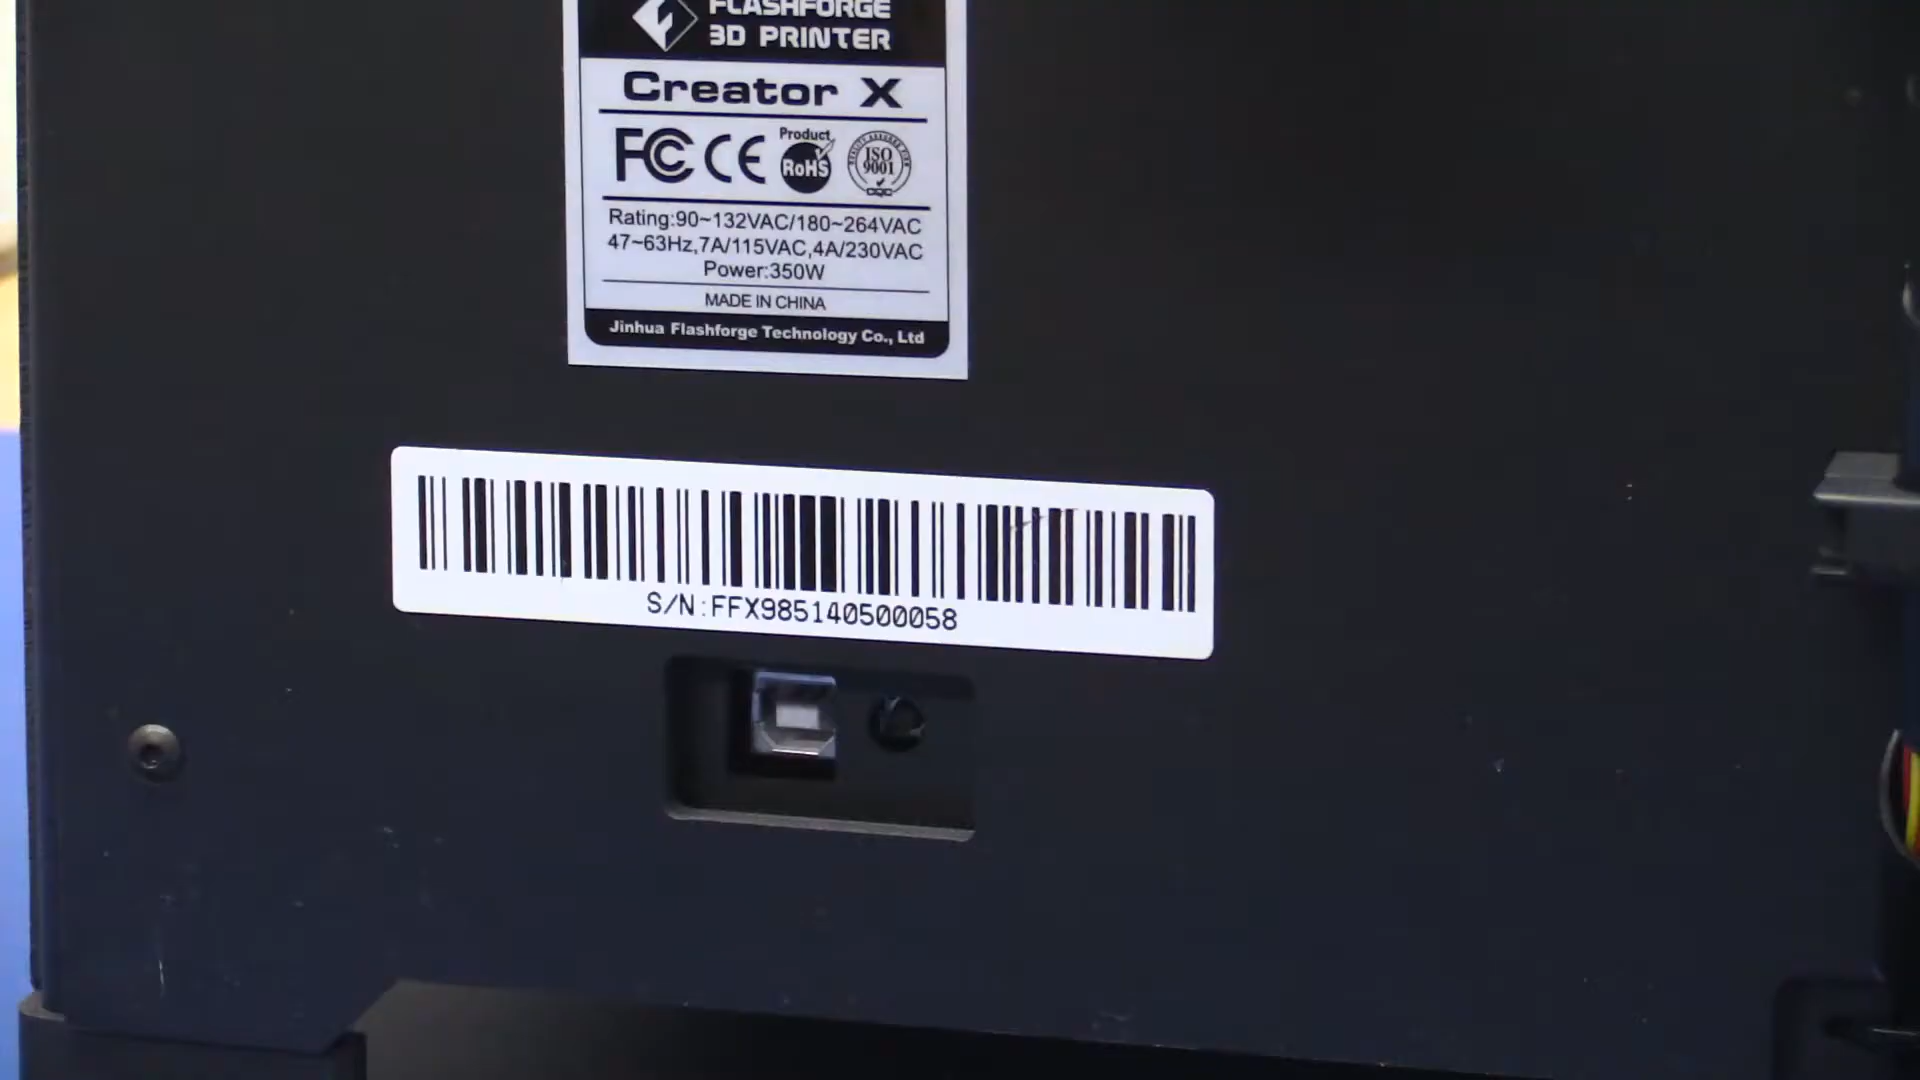 FLASHFORGE
3D PRINTER
Creator X
FC CE Product RoHS ISO 9001
Rating:90~132VAC/180~264VAC
47~63Hz,7A/115VAC,4A/230VAC
Power:350W
MADE IN CHINA
Jinhua Flashforge Technology Co., Ltd
S/N:FFX985140500058